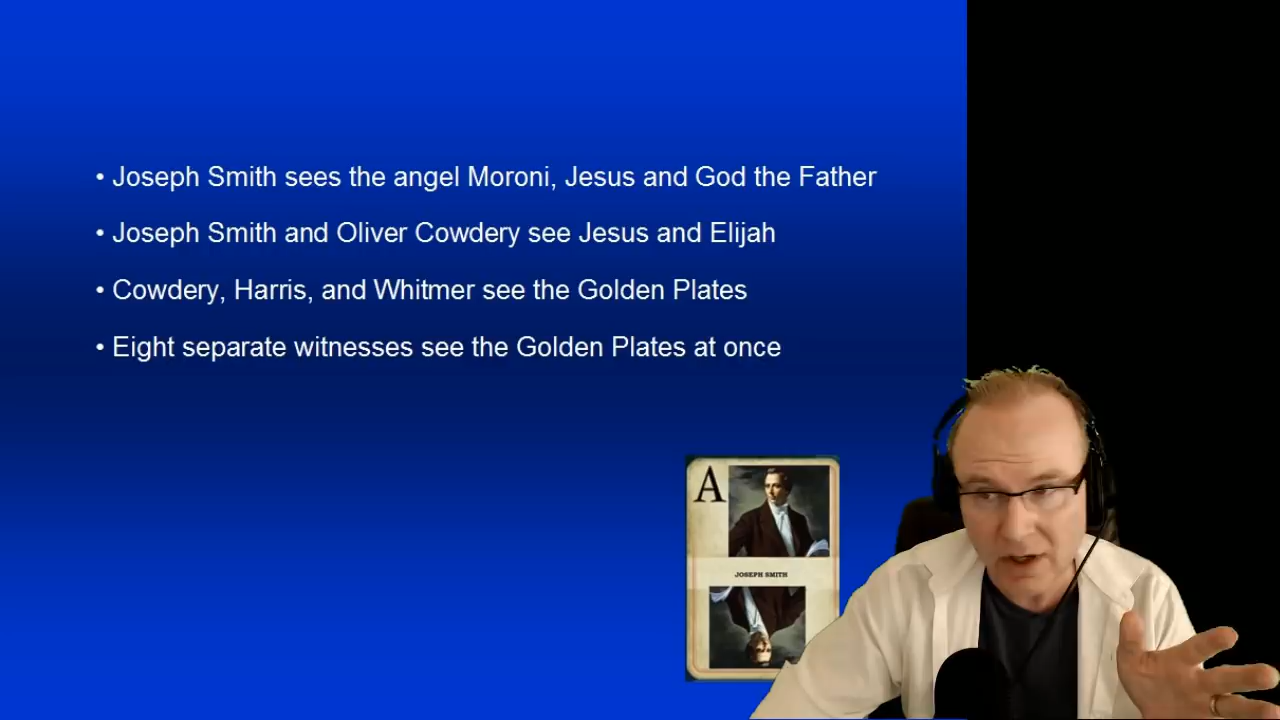 • Joseph Smith sees the angel Moroni, Jesus and God the Father
• Joseph Smith and Oliver Cowdery see Jesus and Elijah
• Cowdery, Harris, and Whitmer see the Golden Plates
• Eight separate witnesses see the Golden Plates at once
A
JOSEPH SMITH